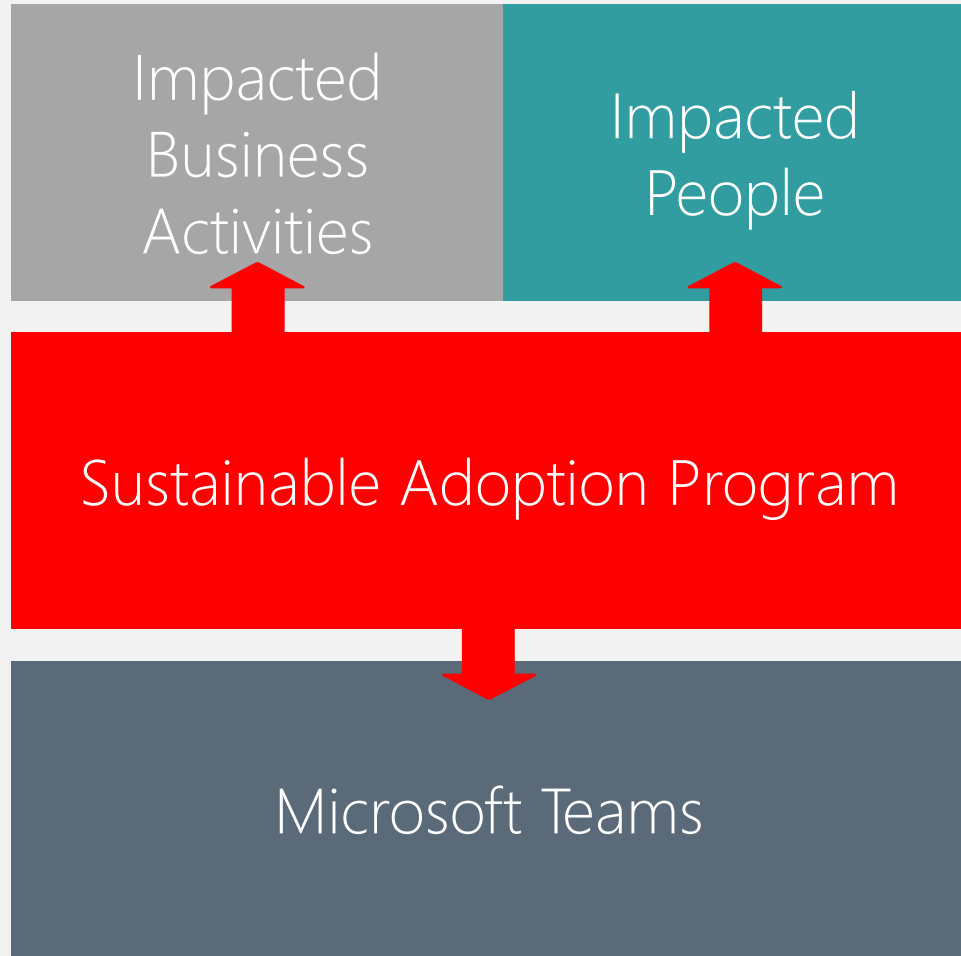 Impacted
Business
Activities
Impacted
People
Sustainable Adoption Program
Microsoft Teams